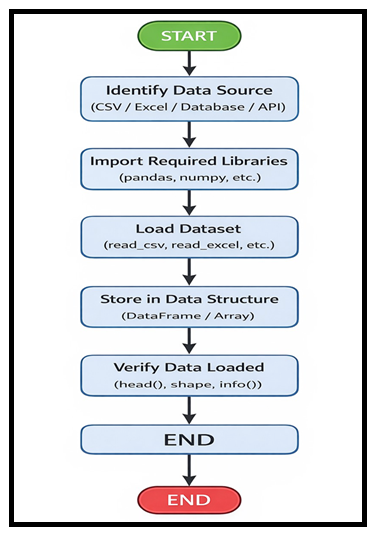 START
Identify Data Source
(CSV / Excel / Database / API)
Import Required Libraries
(pandas, numpy, etc.)
Load Dataset
(read_csv, read_excel, etc.)
Store in Data Structure
(DataFrame / Array)
Verify Data Loaded
(head(), shape, info())
END
END